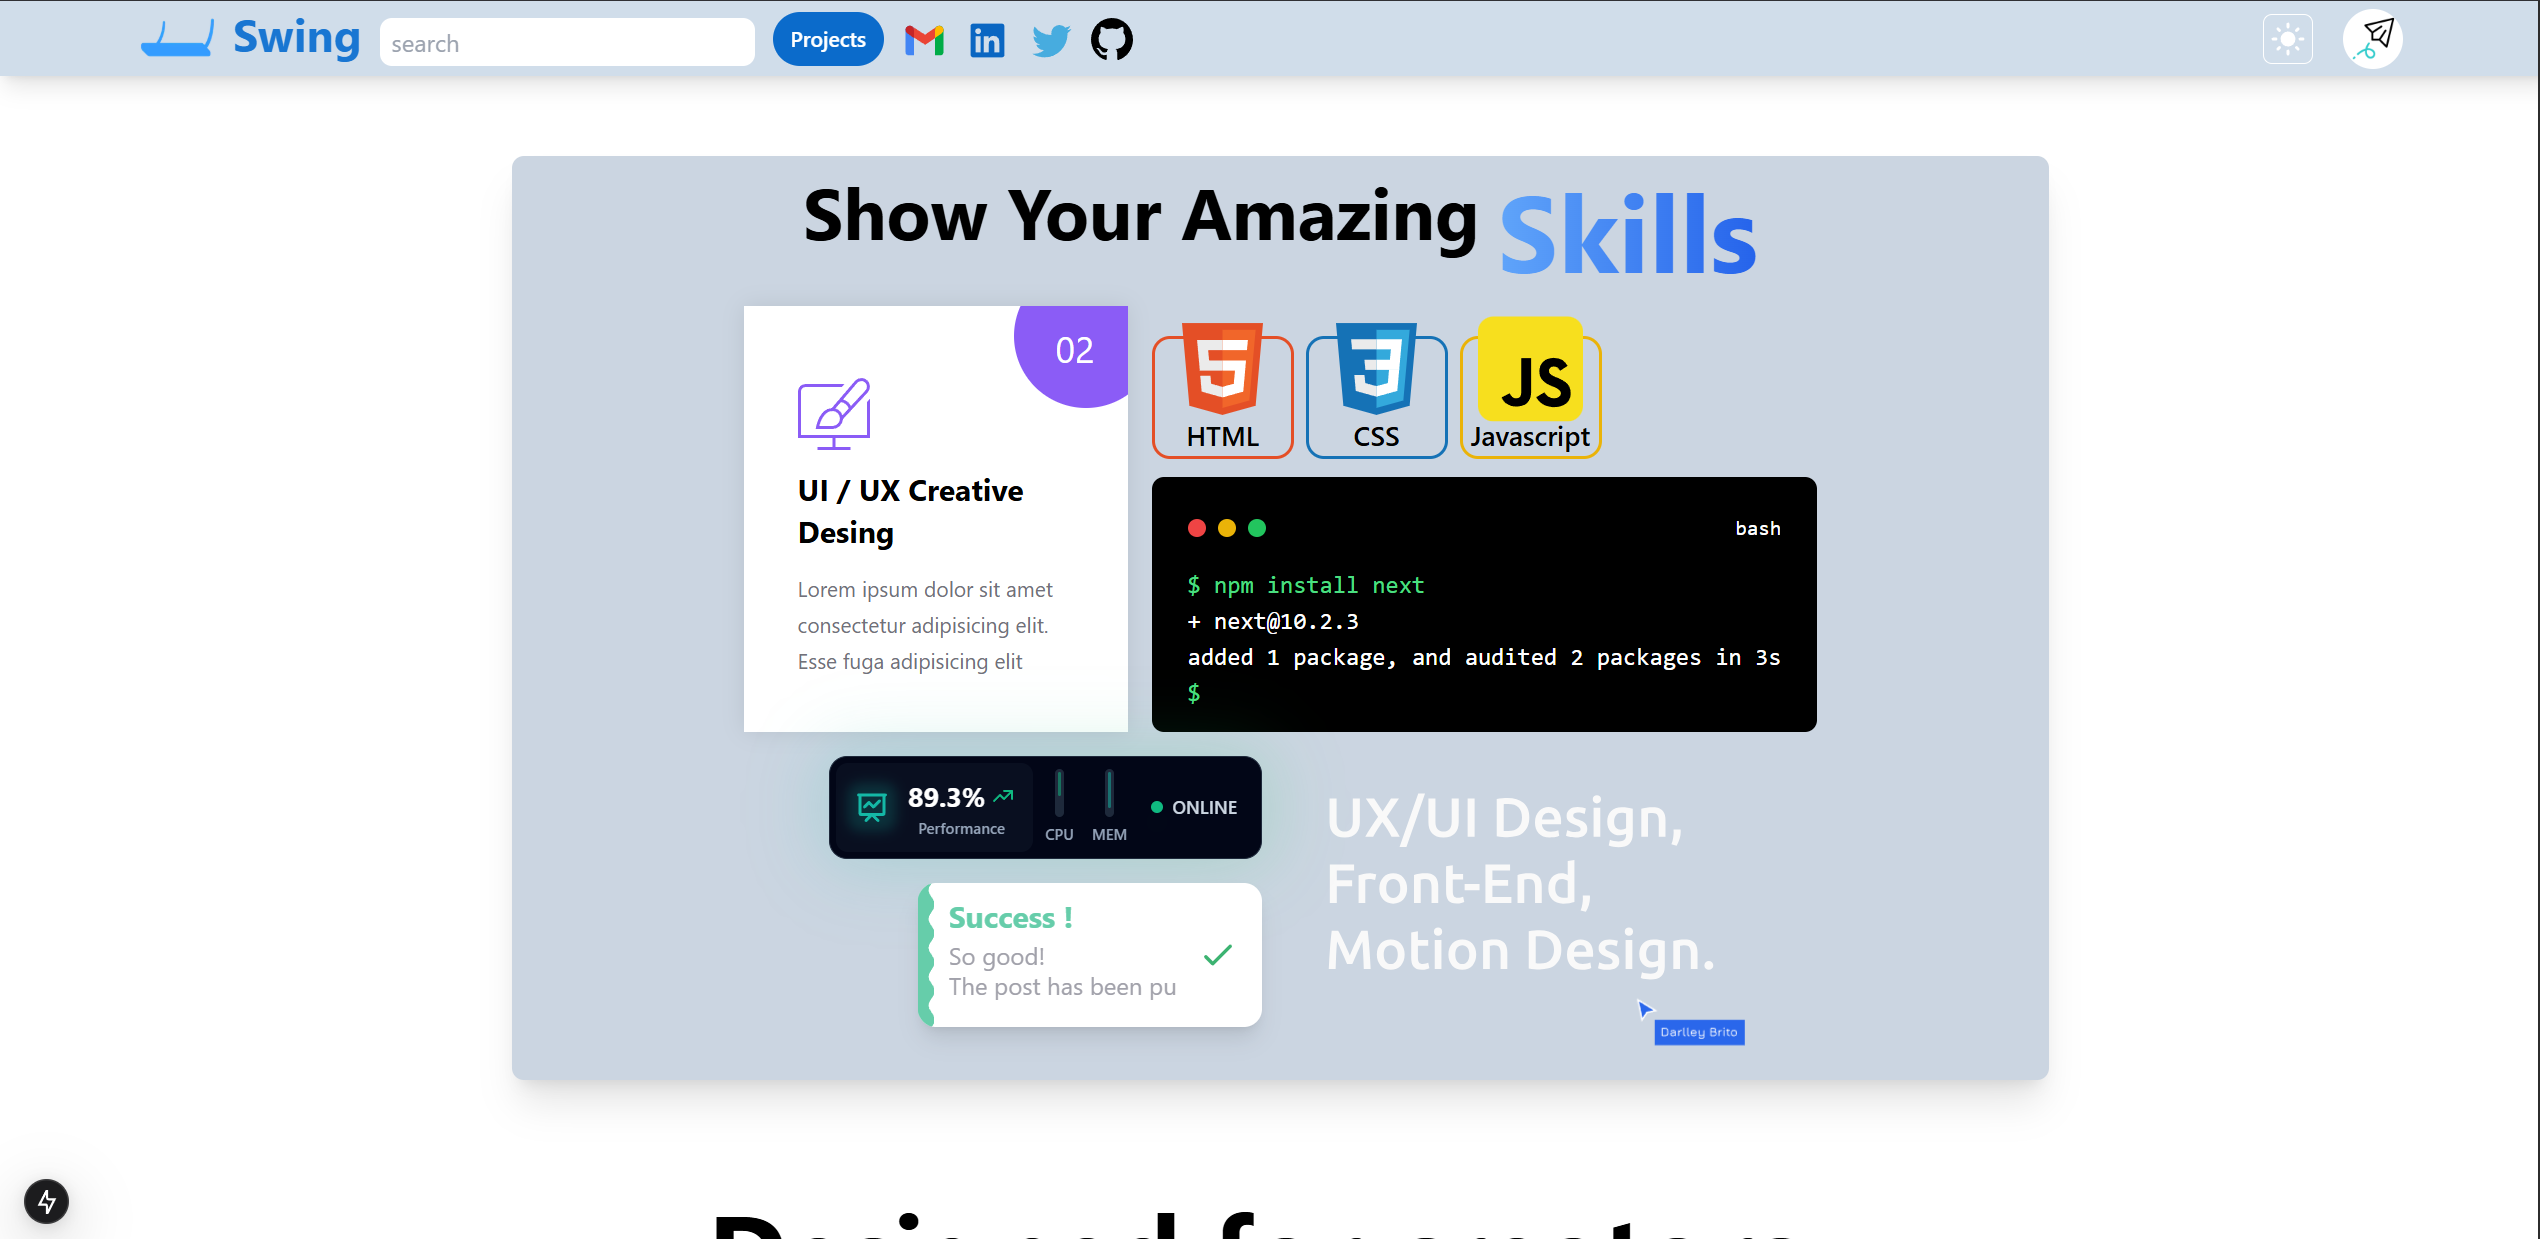 Swing
search
Projects
Show Your Amazing Skills
02
UI / UX Creative
Desing
Lorem ipsum dolor sit amet
consectetur adipisicing elit.
Esse fuga adipisicing elit
HTML
CSS
JS
Javascript
bash
$ npm install next
+ next@10.2.3
added 1 package, and audited 2 packages in 3s
$
89.3%
Performance
CPU
MEM
ONLINE
Success !
So good!
The post has been pu
UX/UI Design,
Front-End,
Motion Design.
Darlley Brito
Designed for creators